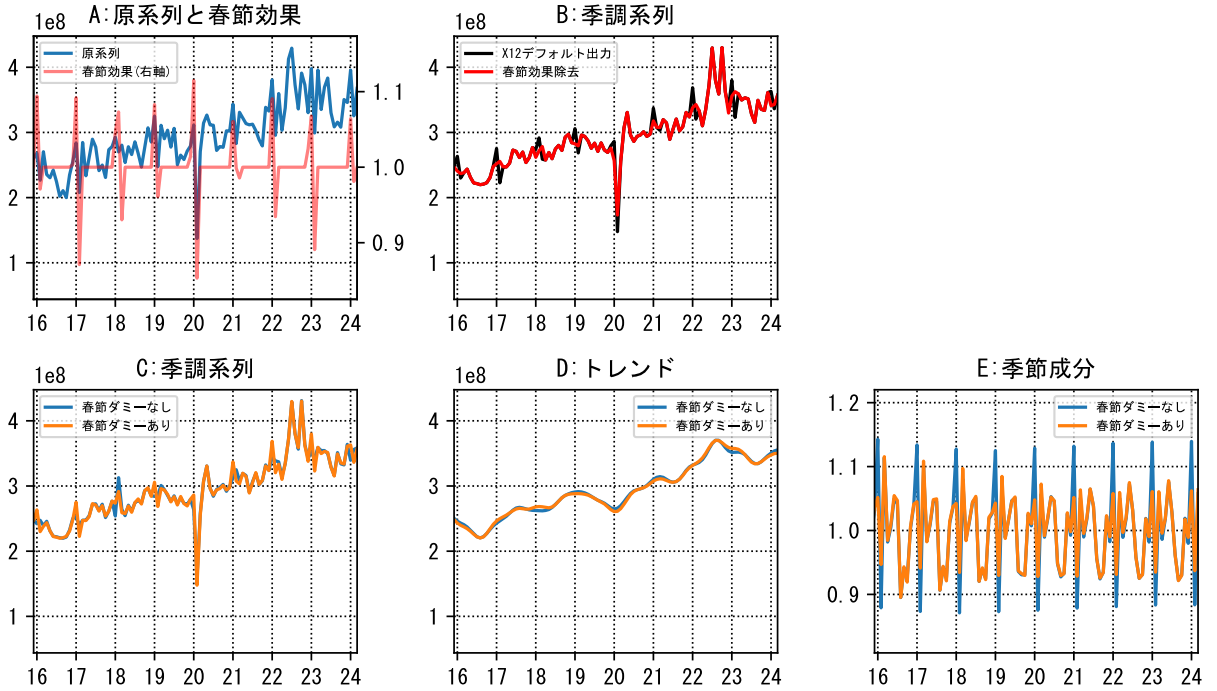 A:原系列と春節効果
1e8
原系列
春節効果(右軸)
4
3
2
1
1.1
1.0
0.9
16 17 18 19 20 21 22 23 24
B:季調系列
1e8
X12デフォルト出力
春節効果除去
4
3
2
1
16 17 18 19 20 21 22 23 24
C:季調系列
1e8
春節ダミーなし
春節ダミーあり
4
3
2
1
16 17 18 19 20 21 22 23 24
D:トレンド
1e8
春節ダミーなし
春節ダミーあり
4
3
2
1
16 17 18 19 20 21 22 23 24
E:季節成分
春節ダミーなし
春節ダミーあり
1.2
1.1
1.0
0.9
16 17 18 19 20 21 22 23 24